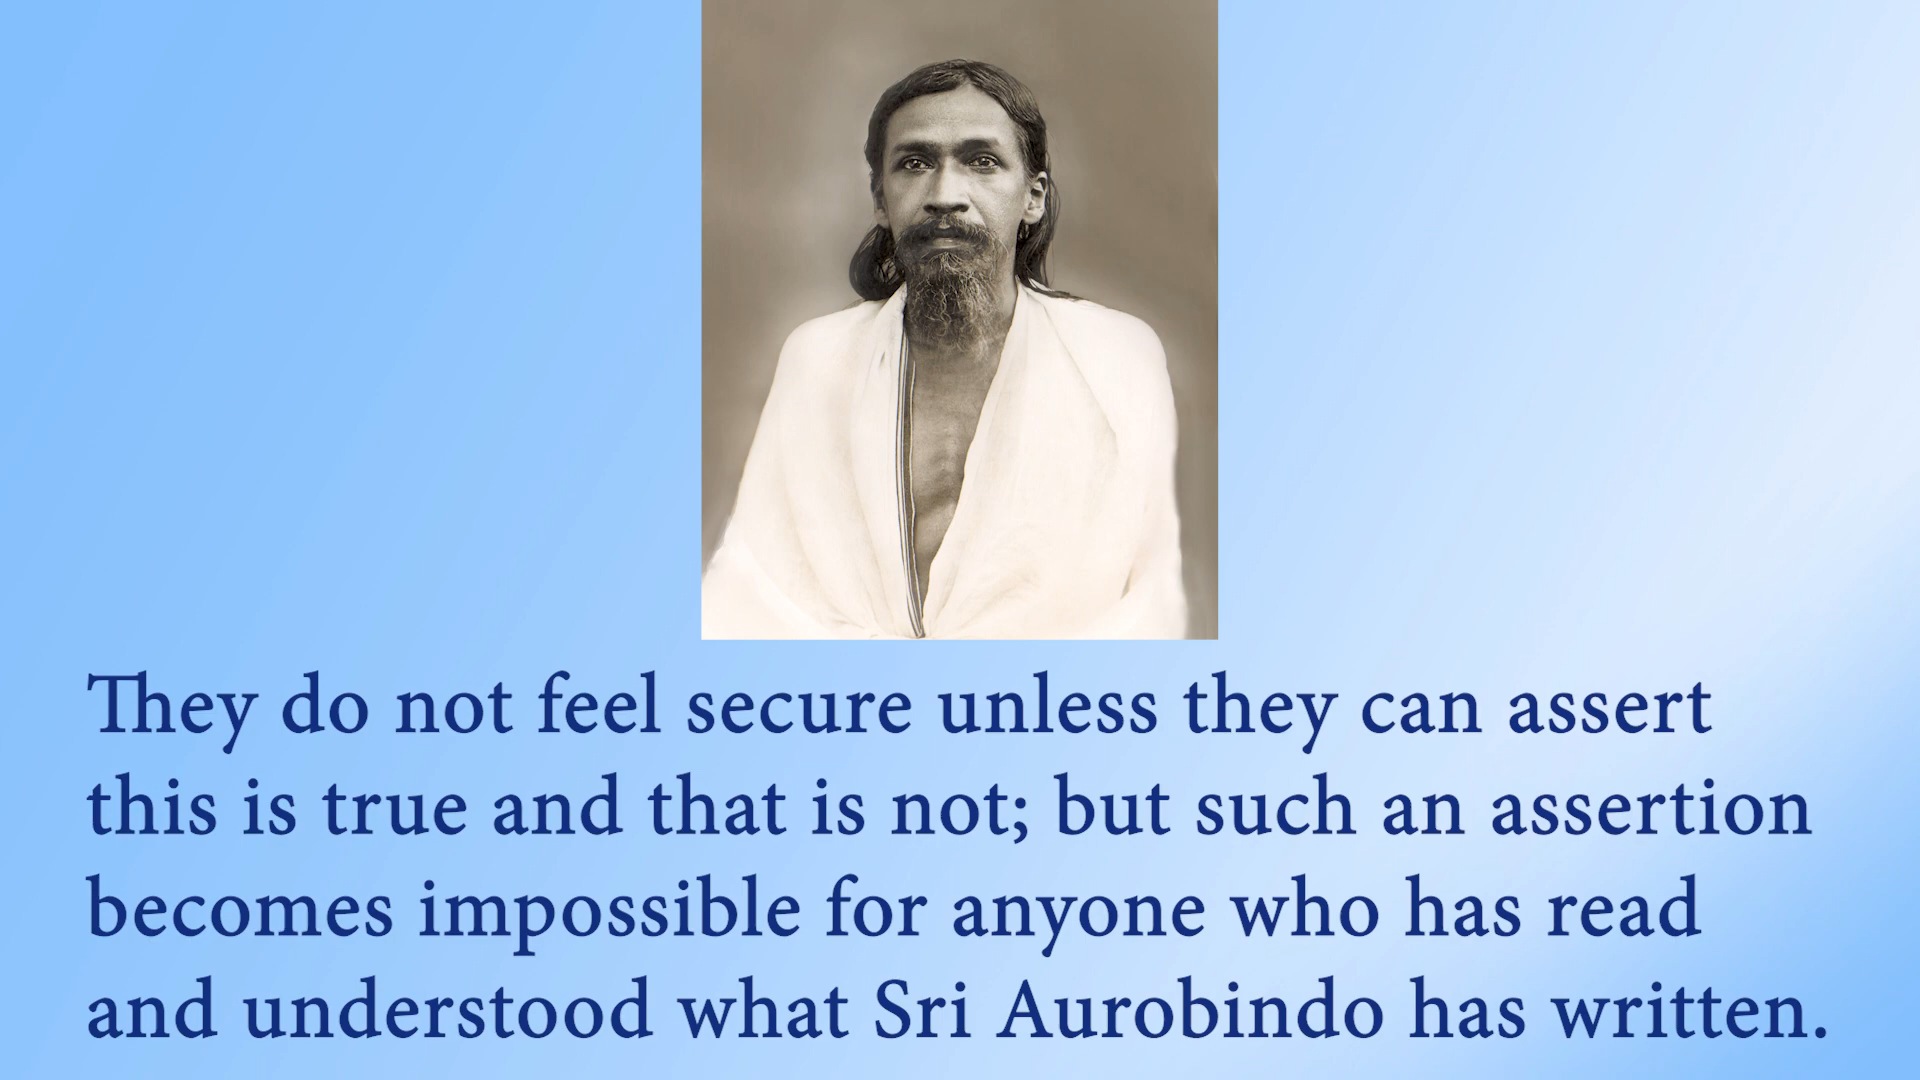 They do not feel secure unless they can assert
this is true and that is not; but such an assertion
becomes impossible for anyone who has read
and understood what Sri Aurobindo has written.